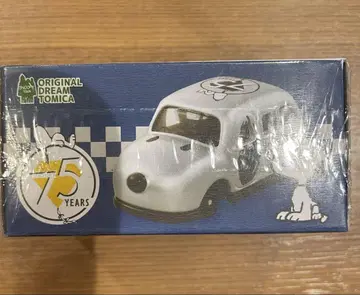 ORIGINAL
DREAM
TOMICA
75
YEARS